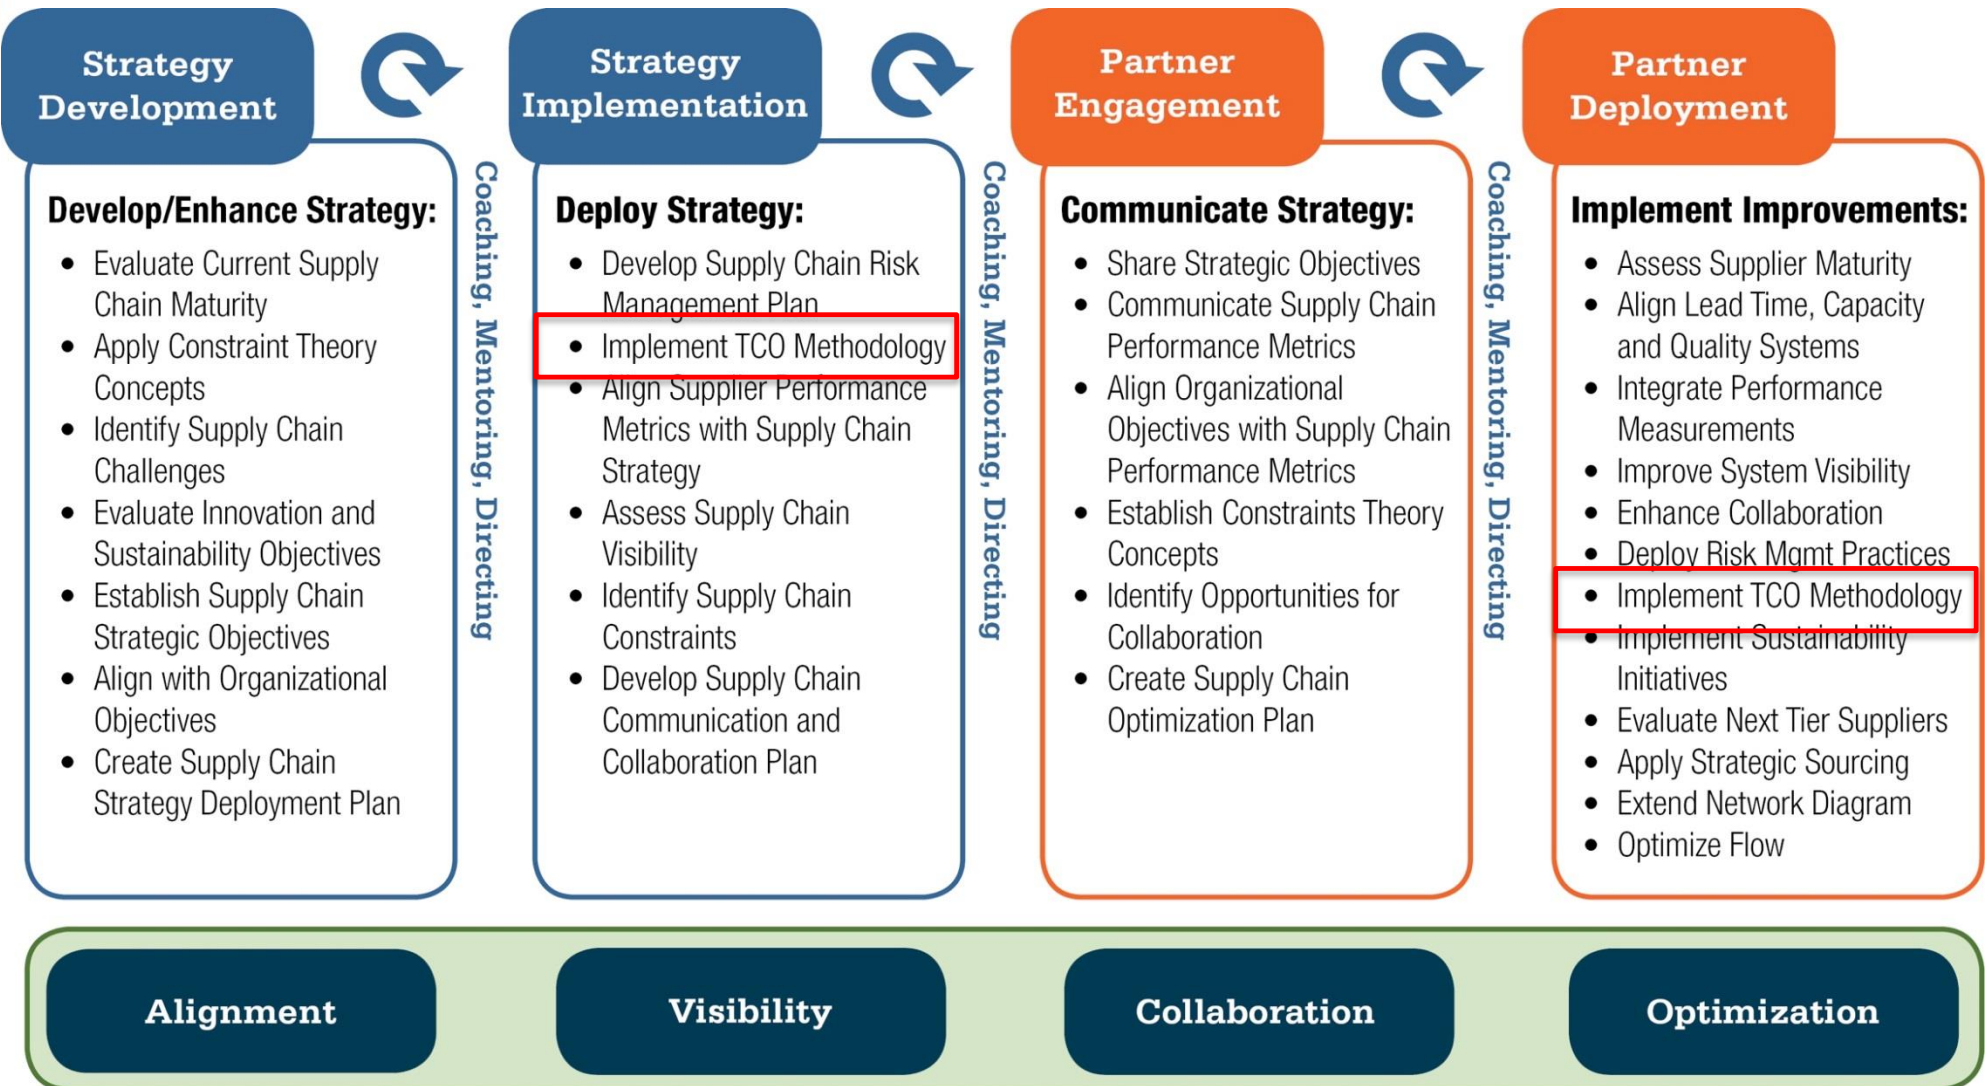 Strategy
Development
Develop/Enhance Strategy:
• Evaluate Current Supply
Chain Maturity
• Apply Constraint Theory
Concepts
• Identify Supply Chain
Challenges
• Evaluate Innovation and
Sustainability Objectives
• Establish Supply Chain
Strategic Objectives
• Align with Organizational
Objectives
• Create Supply Chain
Strategy Deployment Plan
Coaching, Mentoring, Directing
Strategy
Implementation
Deploy Strategy:
• Develop Supply Chain Risk
Management Plan
• Implement TCO Methodology
• Align Supplier Performance
Metrics with Supply Chain
Strategy
• Assess Supply Chain
Visibility
• Identify Supply Chain
Constraints
• Develop Supply Chain
Communication and
Collaboration Plan
Coaching, Mentoring, Directing
Partner
Engagement
Communicate Strategy:
• Share Strategic Objectives
• Communicate Supply Chain
Performance Metrics
• Align Organizational
Objectives with Supply Chain
Performance Metrics
• Establish Constraints Theory
Concepts
• Identify Opportunities for
Collaboration
• Create Supply Chain
Optimization Plan
Coaching, Mentoring, Directing
Partner
Deployment
Implement Improvements:
• Assess Supplier Maturity
• Align Lead Time, Capacity
and Quality Systems
• Integrate Performance
Measurements
• Improve System Visibility
• Enhance Collaboration
• Deploy Risk Mgmt Practices
• Implement TCO Methodology
• Implement Sustainability
Initiatives
• Evaluate Next Tier Suppliers
• Apply Strategic Sourcing
• Extend Network Diagram
• Optimize Flow
Alignment
Visibility
Collaboration
Optimization